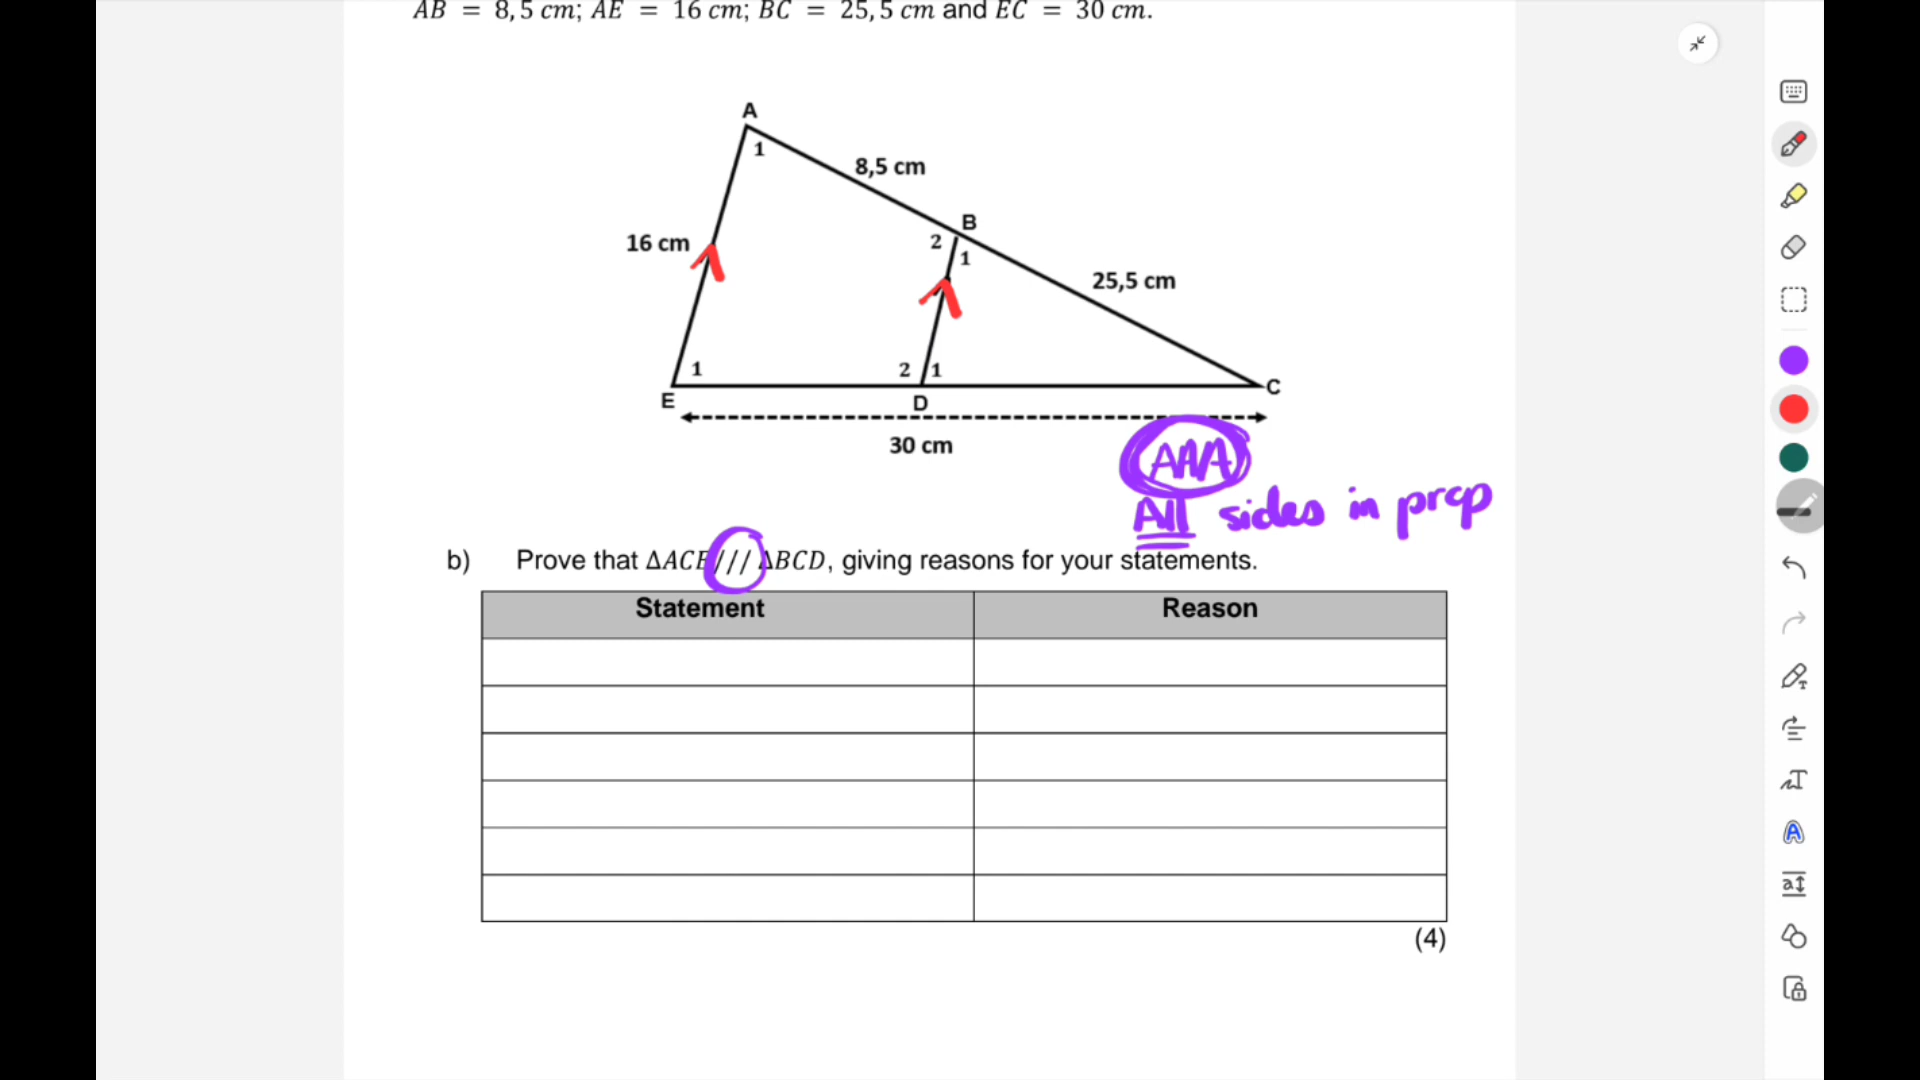 AB = 8,5 cm; AE = 16 cm; BC = 25,5 cm and EC = 30 cm.
A
1
8,5 cm
B
2
1
16 cm
25,5 cm
1
2 1
E
D
C
30 cm
AAA
All sides in prop
b) Prove that ΔACE /// ΔBCD, giving reasons for your statements.
Statement Reason
(4)